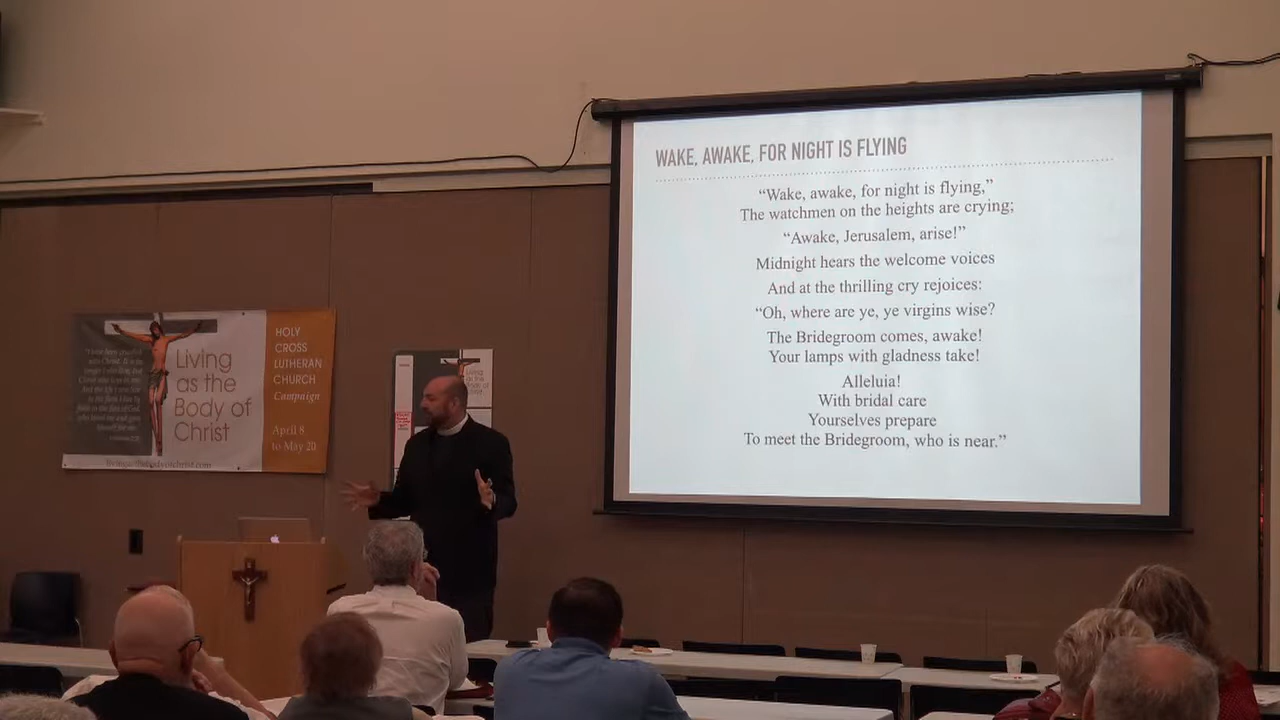 WAKE, AWAKE, FOR NIGHT IS FLYING
“Wake, awake, for night is flying,”
The watchmen on the heights are crying;
“Awake, Jerusalem, arise!”
Midnight hears the welcome voices
And at the thrilling cry rejoices:
“Oh, where are ye, ye virgins wise?
The Bridegroom comes, awake!
Your lamps with gladness take!
Alleluia!
With bridal care
Yourselves prepare
To meet the Bridegroom, who is near.”
Living
as the
Body of
Christ
HOLY
CROSS
LUTHERAN
CHURCH
Campaign
April 8
to May 20
livingasthebodyofchrist.com